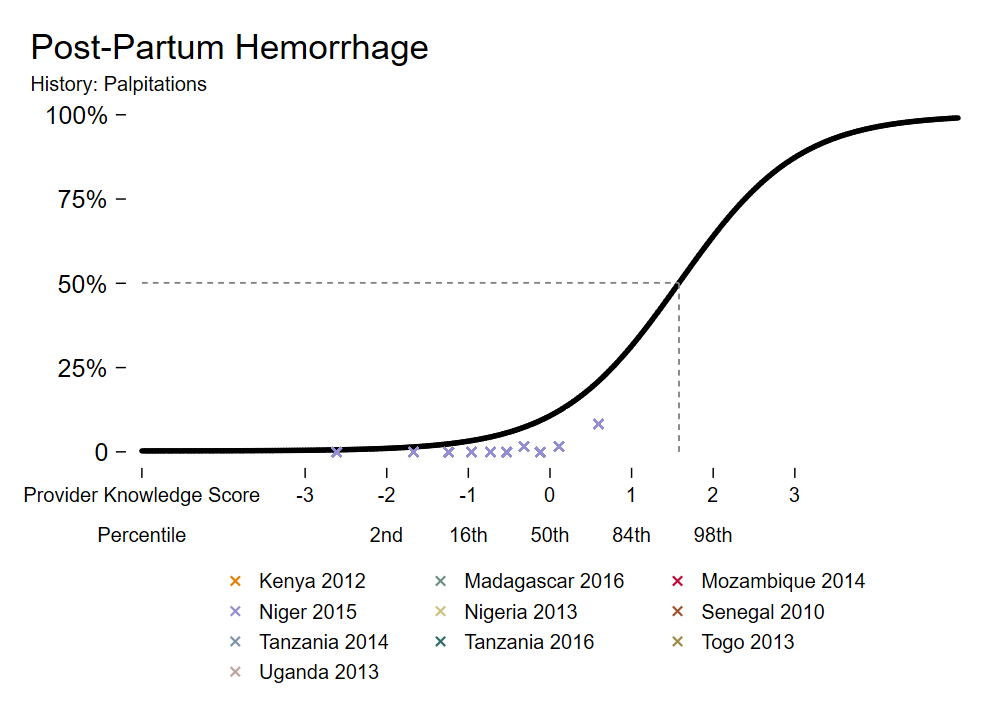 Post-Partum Hemorrhage
History: Palpitations
100%
75%
50%
25%
0
Provider Knowledge Score -3 -2 -1 0 1 2 3
Percentile 2nd 16th 50th 84th 98th
Kenya 2012 Madagascar 2016 Mozambique 2014
Niger 2015 Nigeria 2013 Senegal 2010
Tanzania 2014 Tanzania 2016 Togo 2013
Uganda 2013